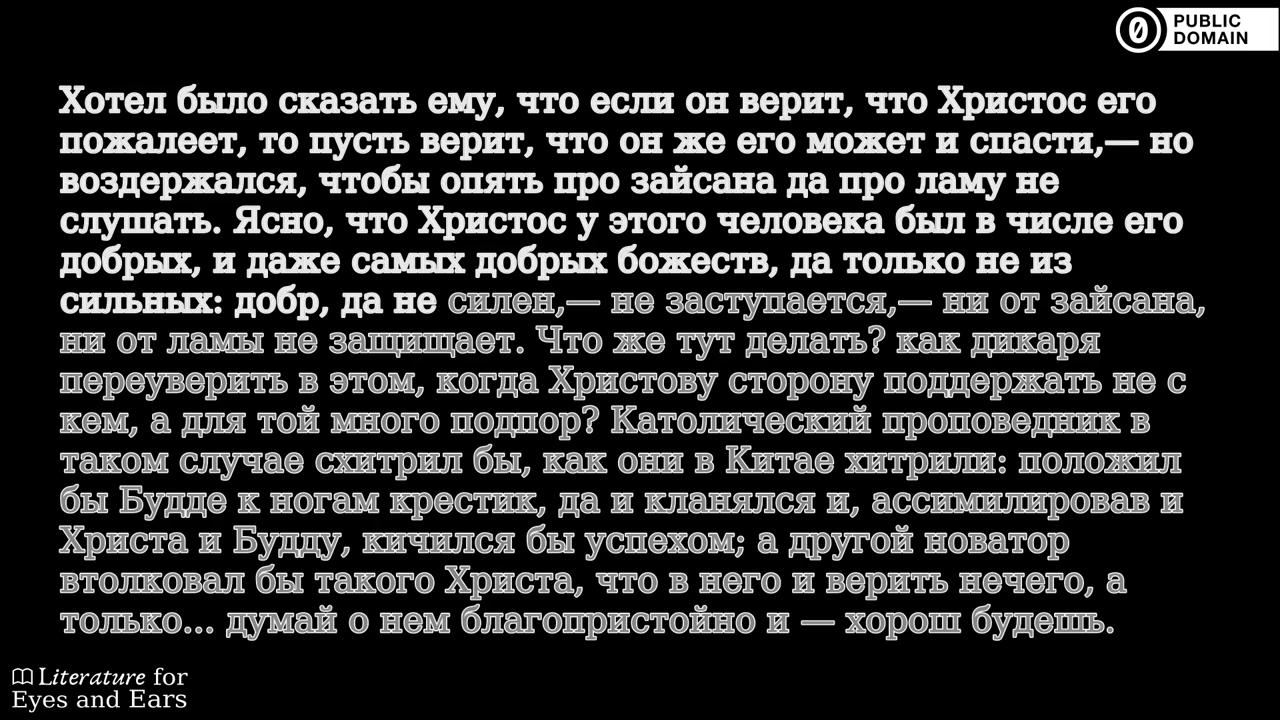 PUBLIC
DOMAIN
Хотел было сказать ему, что если он верит, что Христос его
пожалеет, то пусть верит, что он же его может и спасти,— но
воздержался, чтобы опять про зайсана да про ламу не
слушать. Ясно, что Христос у этого человека был в числе его
добрых, и даже самых добрых божеств, да только не из
сильных: добр, да не силен,— не заступается,— ни от зайсана,
ни от ламы не защищает. Что же тут делать? как дикаря
переуверить в этом, когда Христову сторону поддержать не с
кем, а для той много подпор? Католический проповедник в
таком случае схитрил бы, как они в Китае хитрили: положил
бы Будде к ногам крестик, да и кланялся и, ассимилировав и
Христа и Будду, кичился бы успехом; а другой новатор
втолковал бы такого Христа, что в него и верить нечего, а
только... думай о нем благопристойно и — хорош будешь.
Literature for
Eyes and Ears